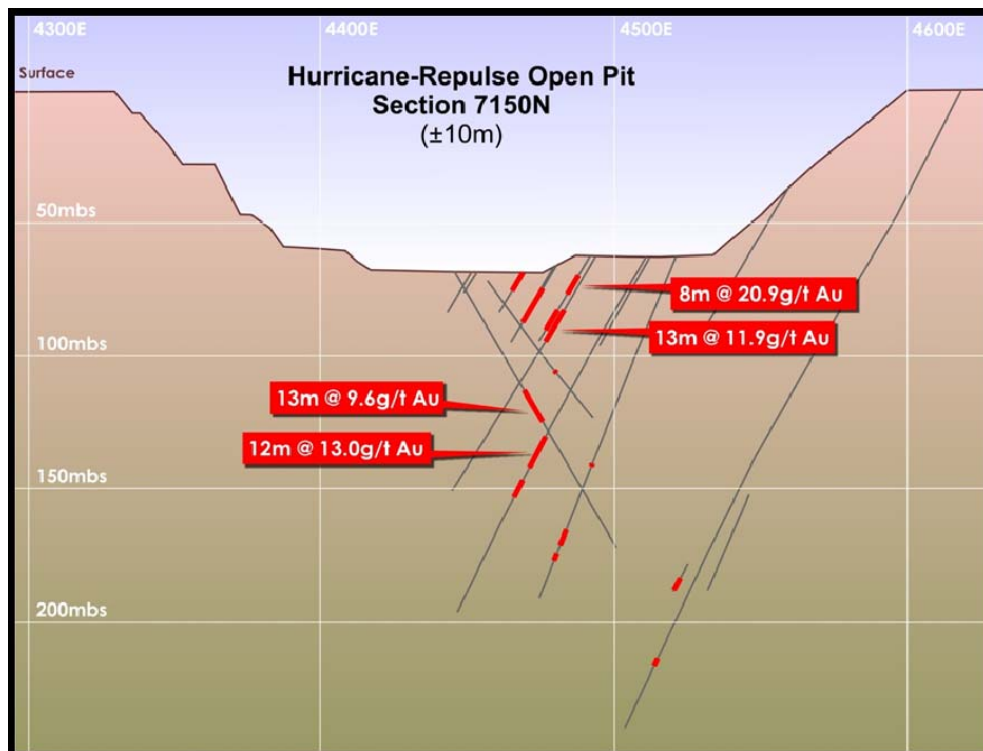 4300E
4400E
4500E
4600E
Surface
Hurricane-Repulse Open Pit
Section 7150N
(±10m)
50mbs
8m @ 20.9g/t Au
13m @ 11.9g/t Au
100mbs
13m @ 9.6g/t Au
12m @ 13.0g/t Au
150mbs
200mbs